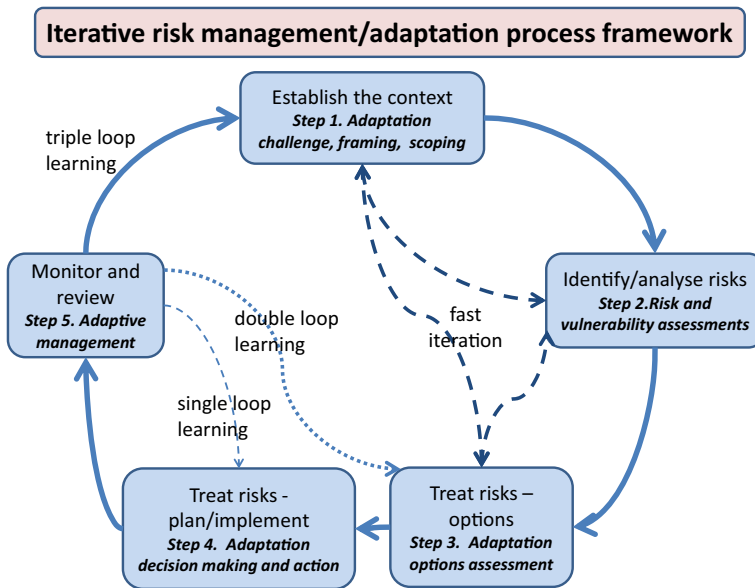 Iterative risk management/adaptation process framework
Establish the context
Step 1. Adaptation
challenge, framing, scoping
triple loop
learning
Identify/analyse risks
Step 2.Risk and
vulnerability assessments
Monitor and
review
Step 5. Adaptive
management
double loop
learning
fast
iteration
single loop
learning
Treat risks -
plan/implement
Step 4. Adaptation
decision making and action
Treat risks –
options
Step 3. Adaptation
options assessment